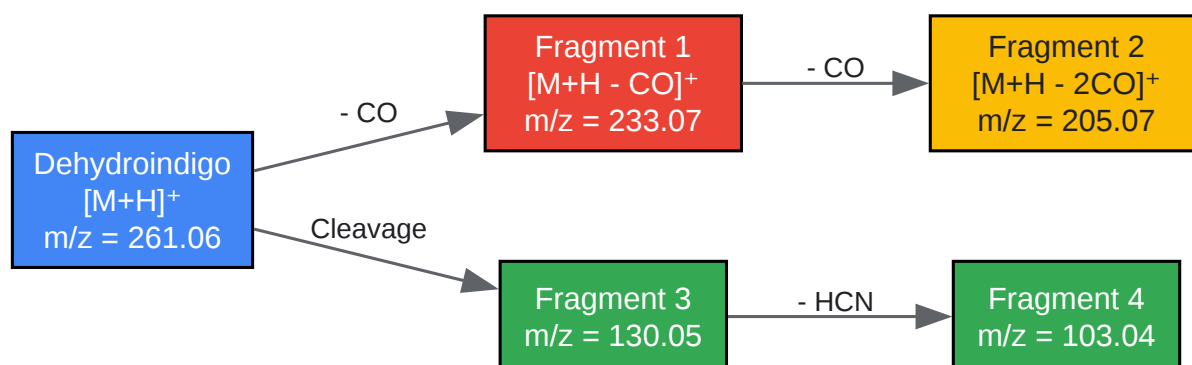 Dehydroindigo
[M+H]⁺
m/z = 261.06
- CO
Fragment 1
[M+H - CO]⁺
m/z = 233.07
- CO
Fragment 2
[M+H - 2CO]⁺
m/z = 205.07
Cleavage
Fragment 3
m/z = 130.05
- HCN
Fragment 4
m/z = 103.04